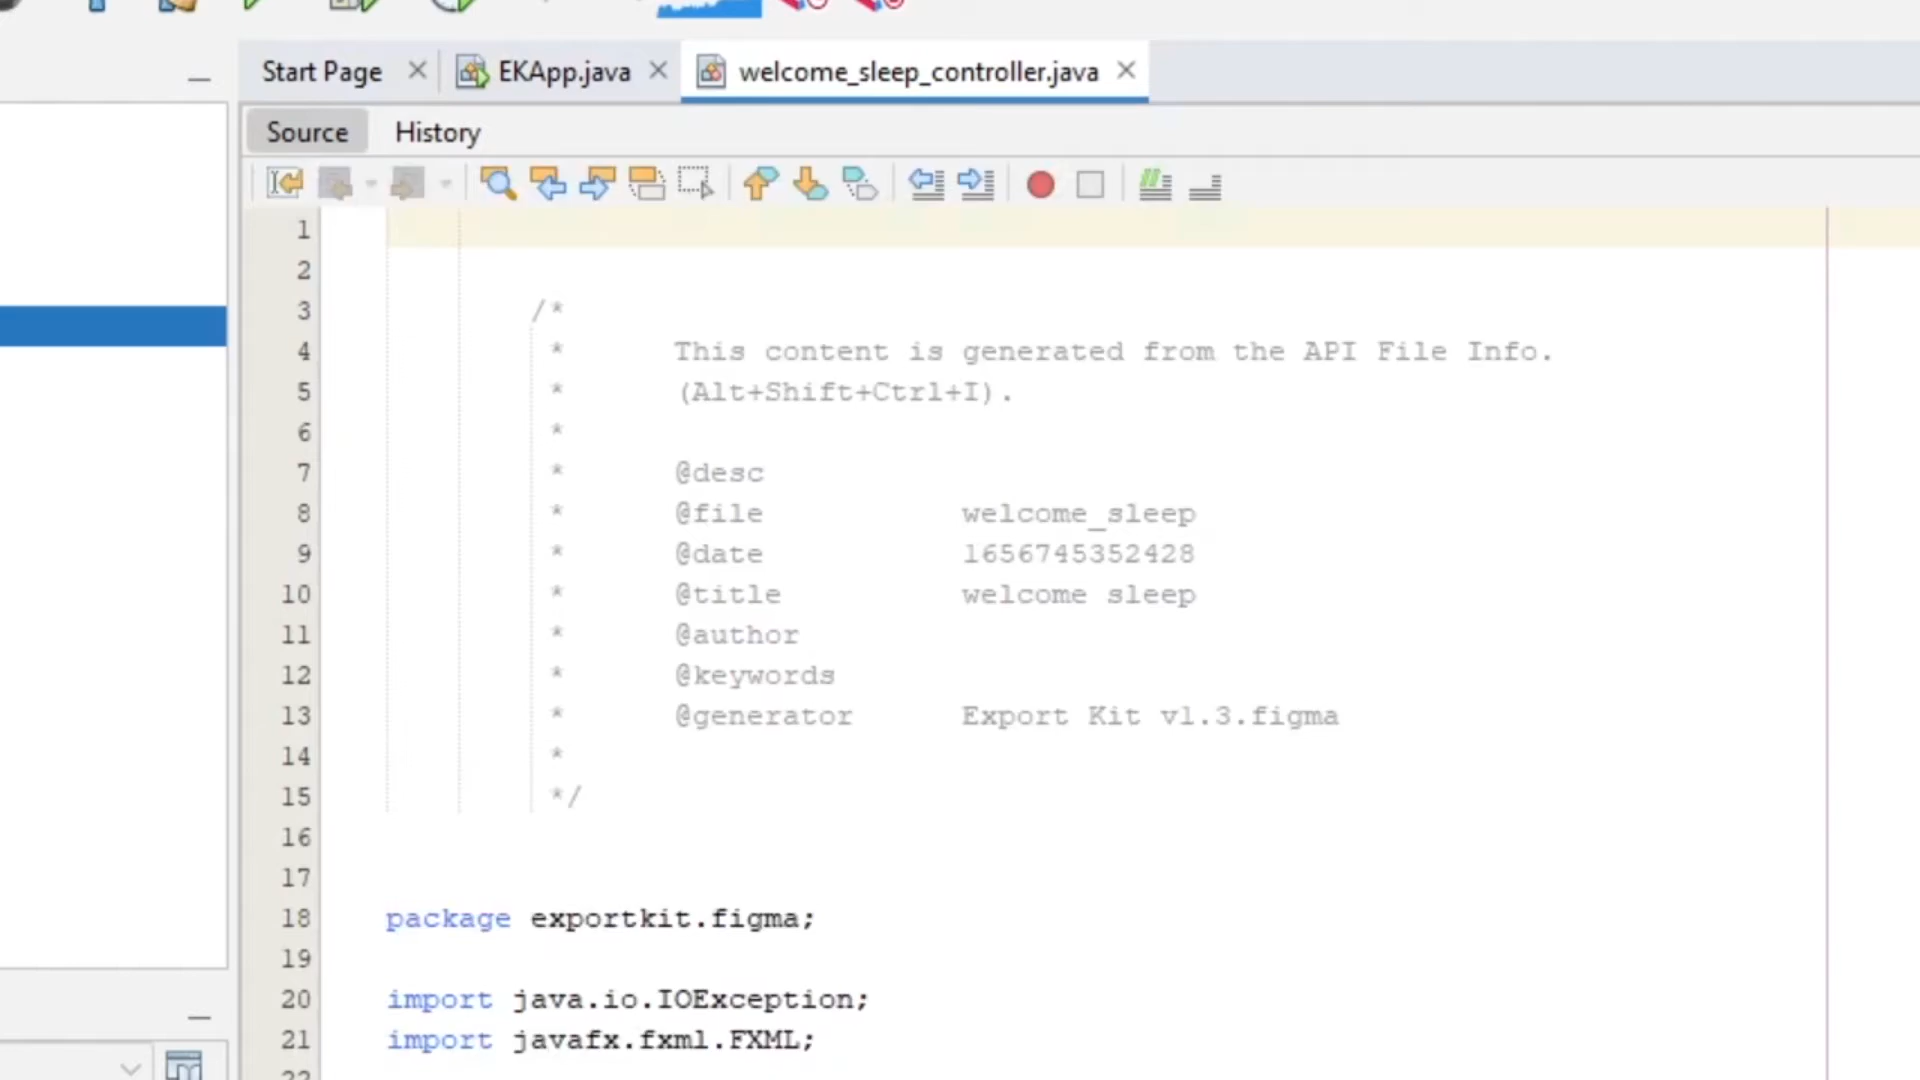 Start Page
EKApp.java
welcome_sleep_controller.java
Source
History
1
2
3 /*
4 * This content is generated from the API File Info.
5 * (Alt+Shift+Ctrl+I).
6 *
7 * @desc
8 * @file welcome_sleep
9 * @date 1656745352428
10 * @title welcome sleep
11 * @author
12 * @keywords
13 * @generator Export Kit v1.3.figma
14 *
15 */
16
17
18 package exportkit.figma;
19
20 import java.io.IOException;
21 import javafx.fxml.FXML;
22